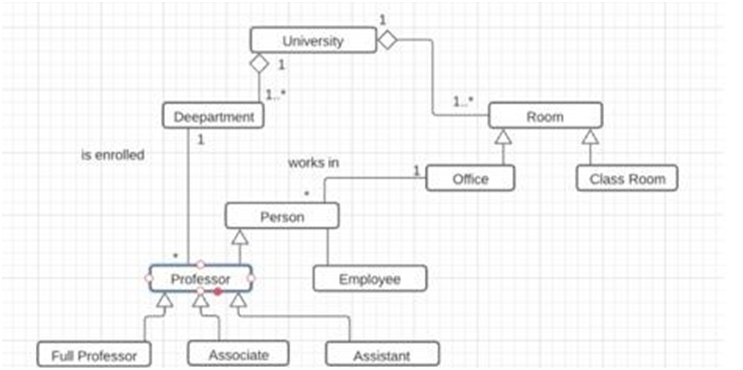 1
University
1
1..*
1..*
Deepartment
Room
1
is enrolled
works in
1
Office
Class Room
*
Person
*
Professor
Employee
Full Professor
Associate
Assistant